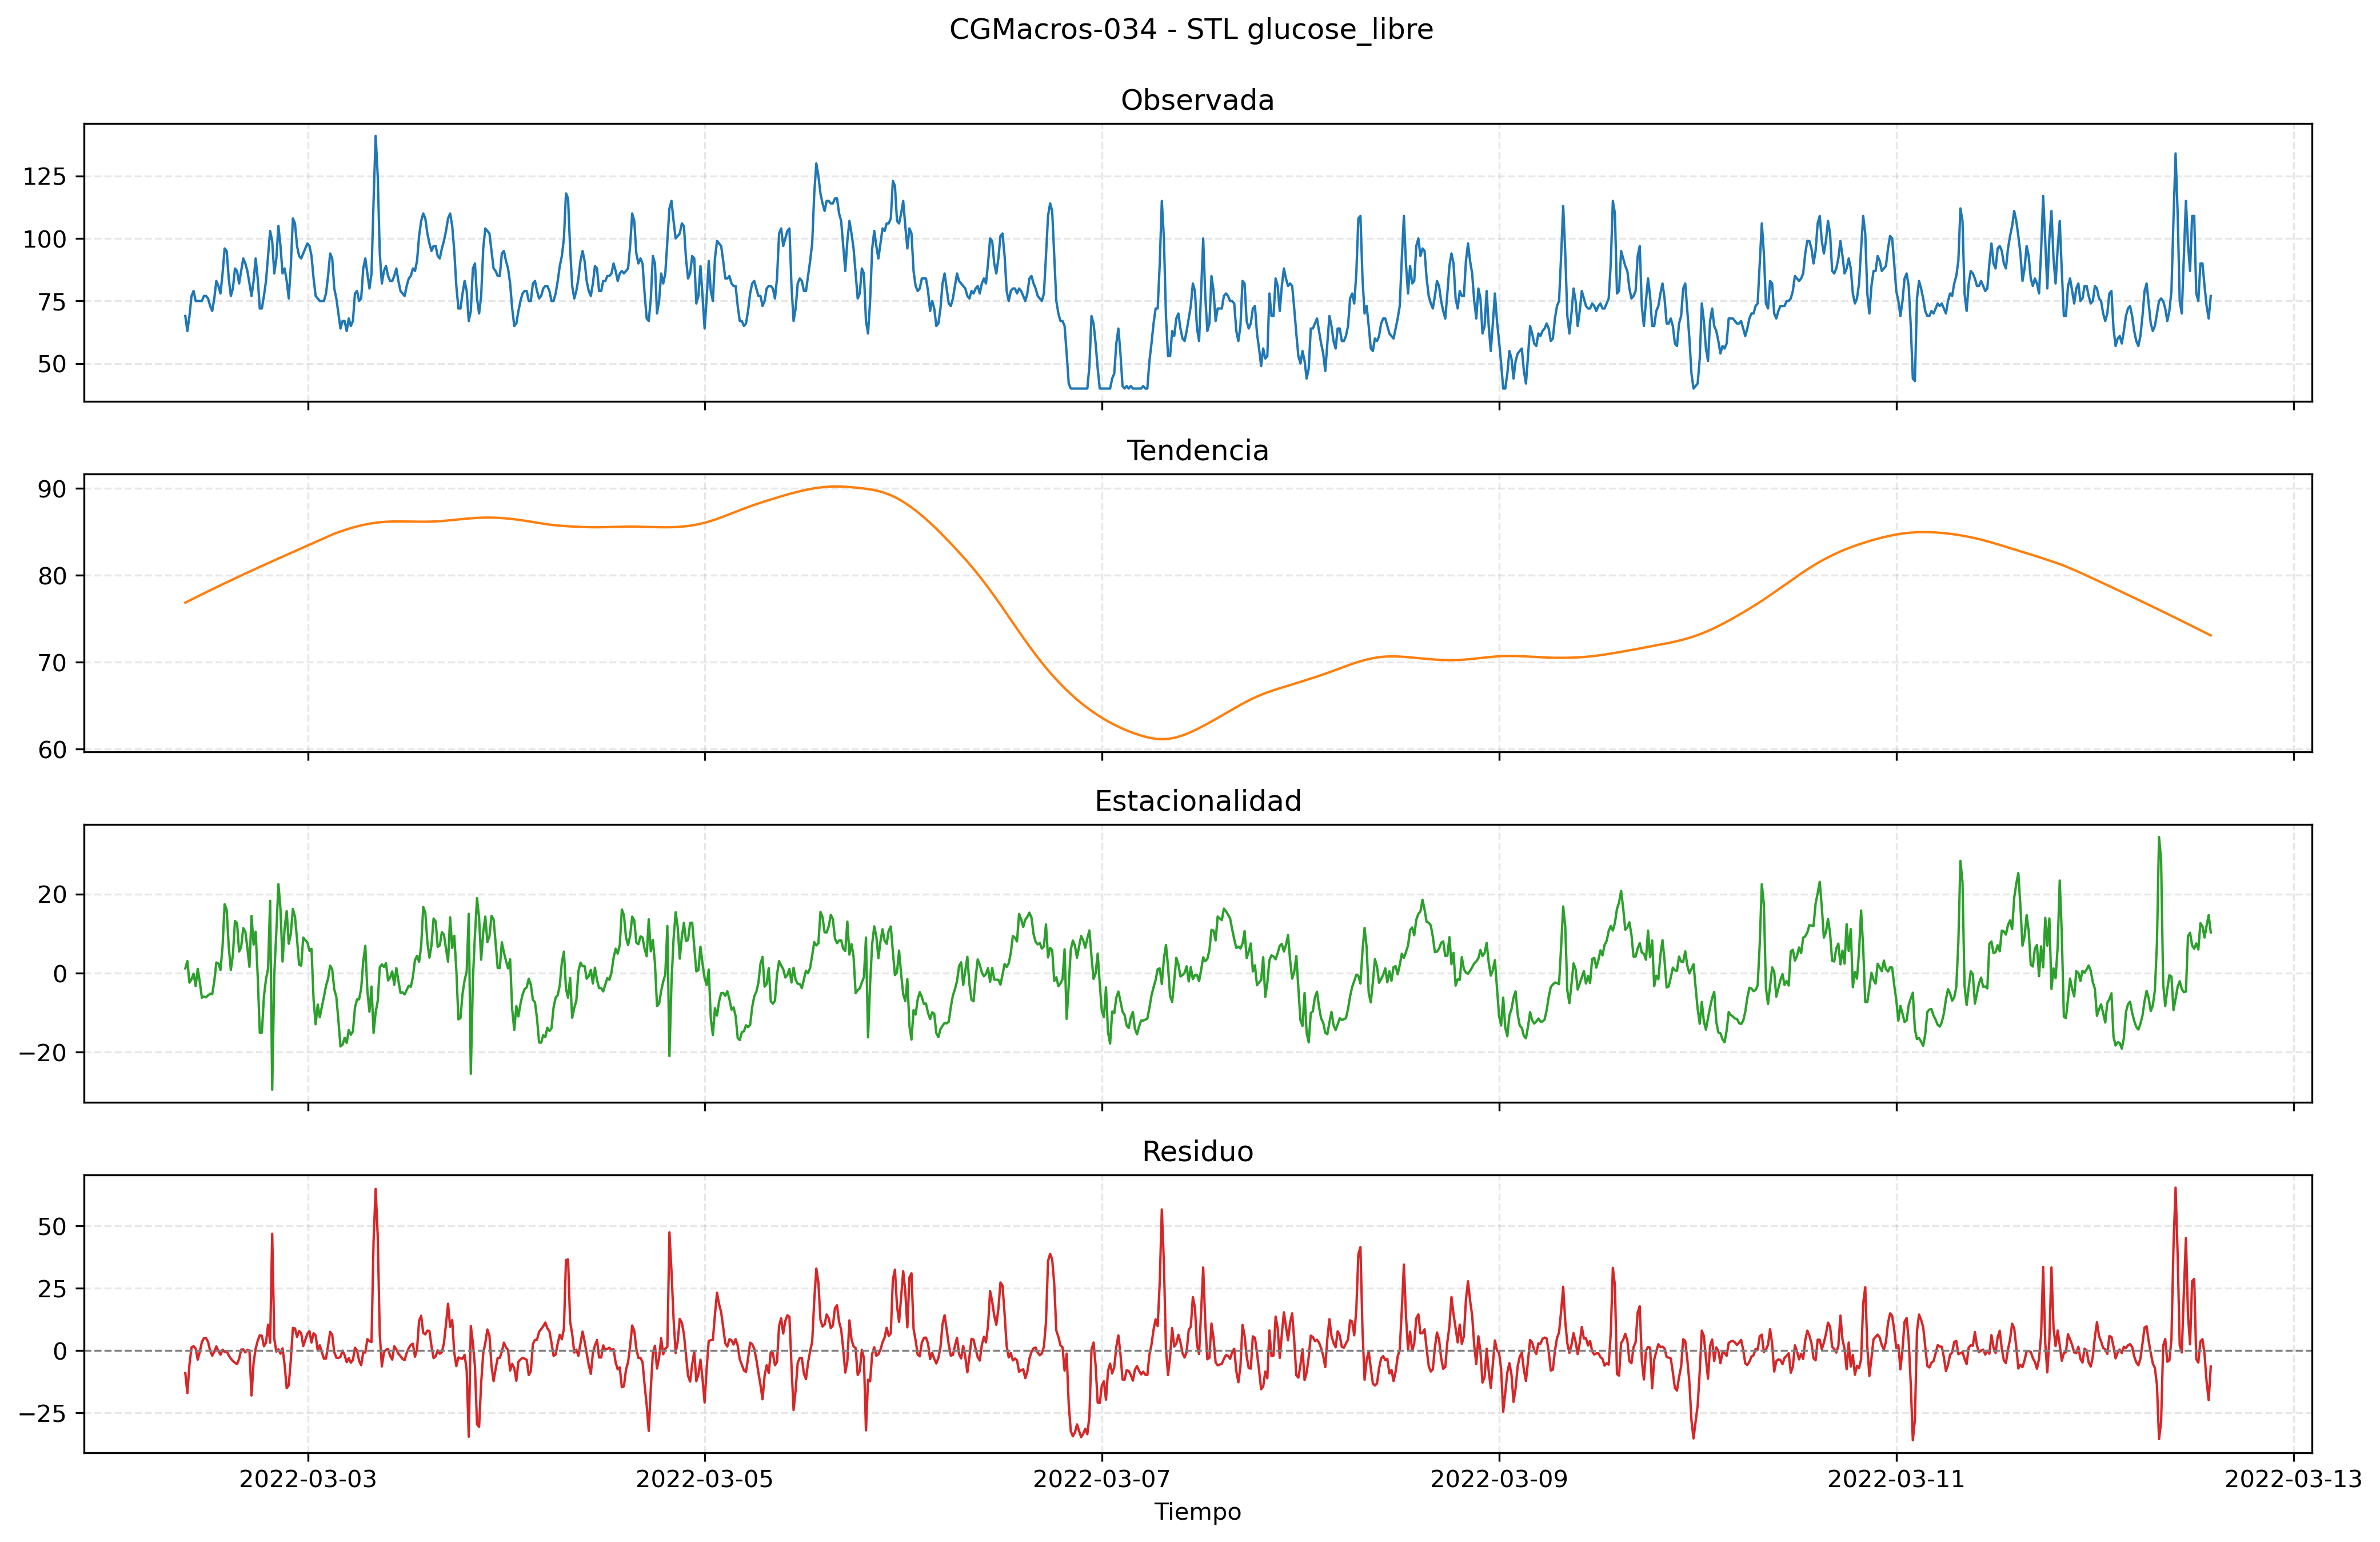 CGMacros-034 - STL glucose_libre
Observada
125
100
75
50
Tendencia
90
80
70
60
Estacionalidad
20
0
−20
Residuo
50
25
0
−25
2022-03-03 2022-03-05 2022-03-07 2022-03-09 2022-03-11 2022-03-13
Tiempo